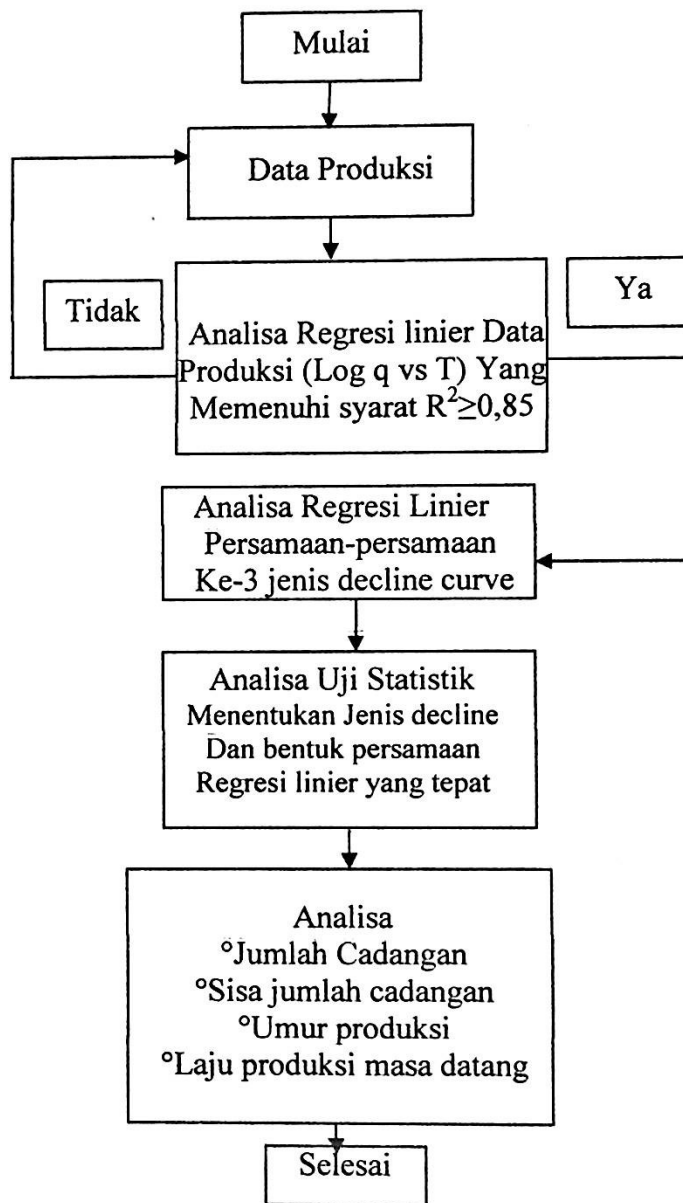 Mulai
Data Produksi
Tidak
Ya
Analisa Regresi linier Data
Produksi (Log q vs T) Yang
Memenuhi syarat R²≥0,85
Analisa Regresi Linier
Persamaan-persamaan
Ke-3 jenis decline curve
Analisa Uji Statistik
Menentukan Jenis decline
Dan bentuk persamaan
Regresi linier yang tepat
Analisa
°Jumlah Cadangan
°Sisa jumlah cadangan
°Umur produksi
°Laju produksi masa datang
Selesai